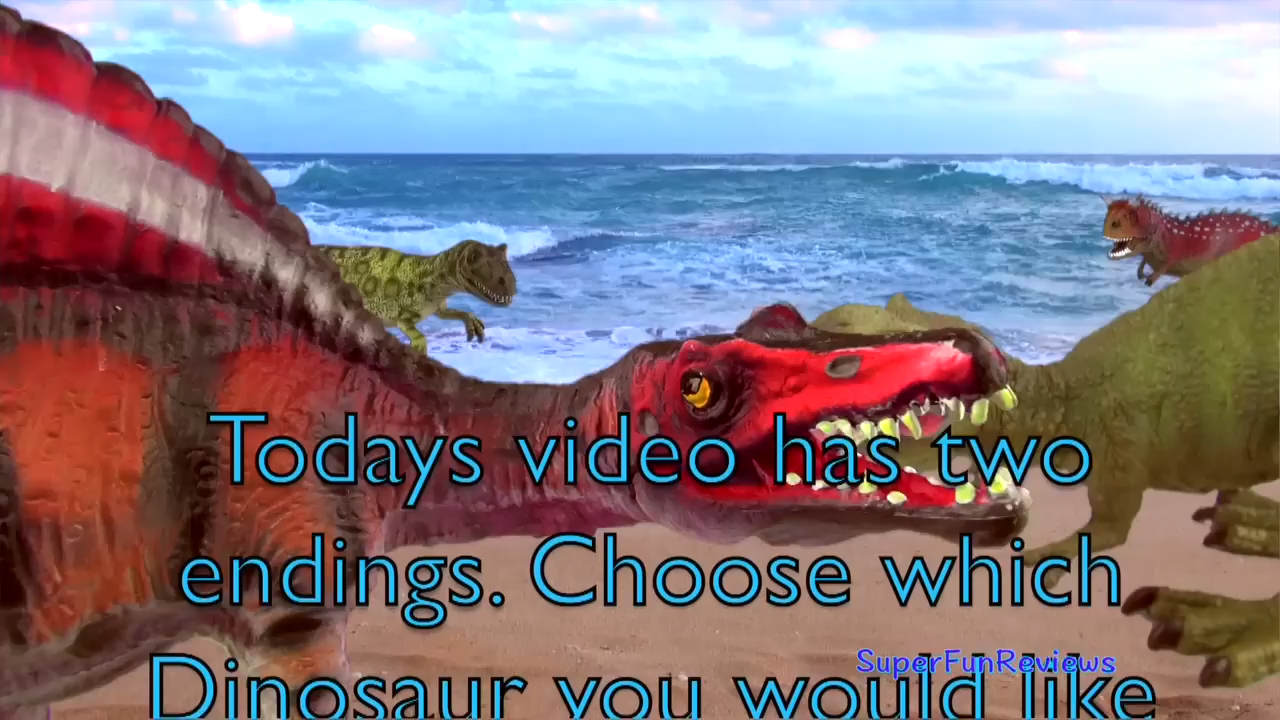 Todays video has two
endings. Choose which
SuperFunReviews
Dinosaur you would like